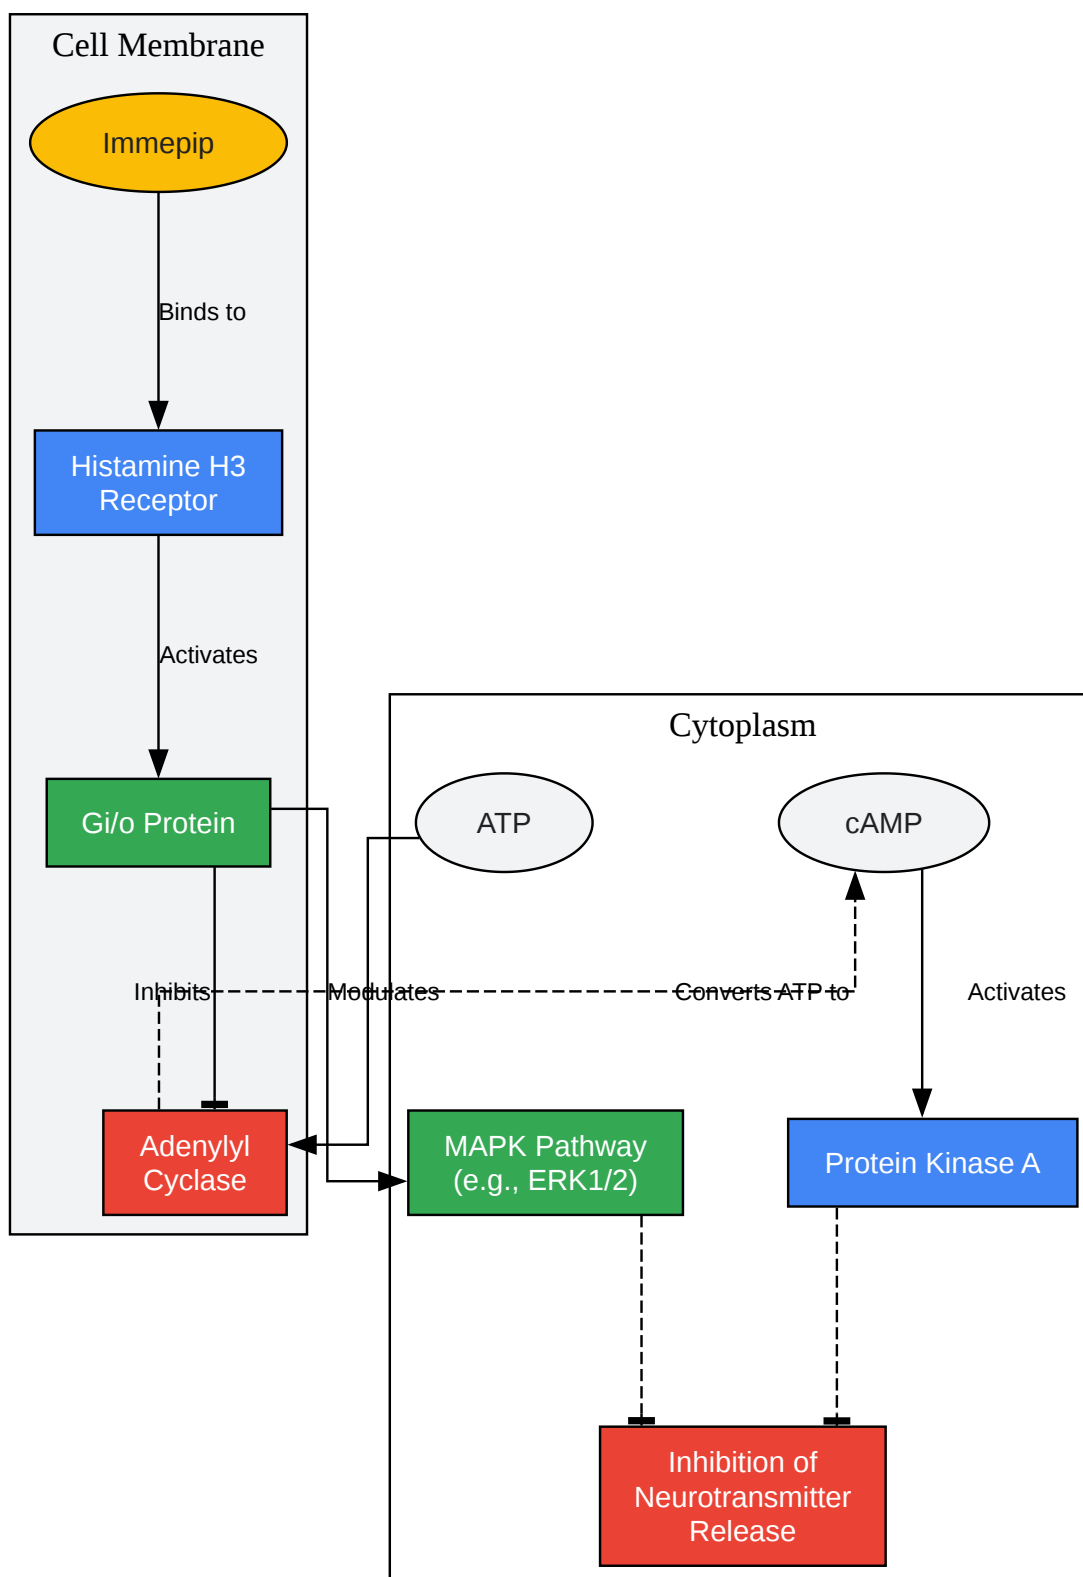 Cell Membrane
Immepip
Binds to
Histamine H3
Receptor
Activates
Cytoplasm
Gi/o Protein
ATP
cAMP
Inhibits
Modulates
Converts ATP to
Activates
Adenylyl
Cyclase
MAPK Pathway
(e.g., ERK1/2)
Protein Kinase A
Inhibition of
Neurotransmitter
Release